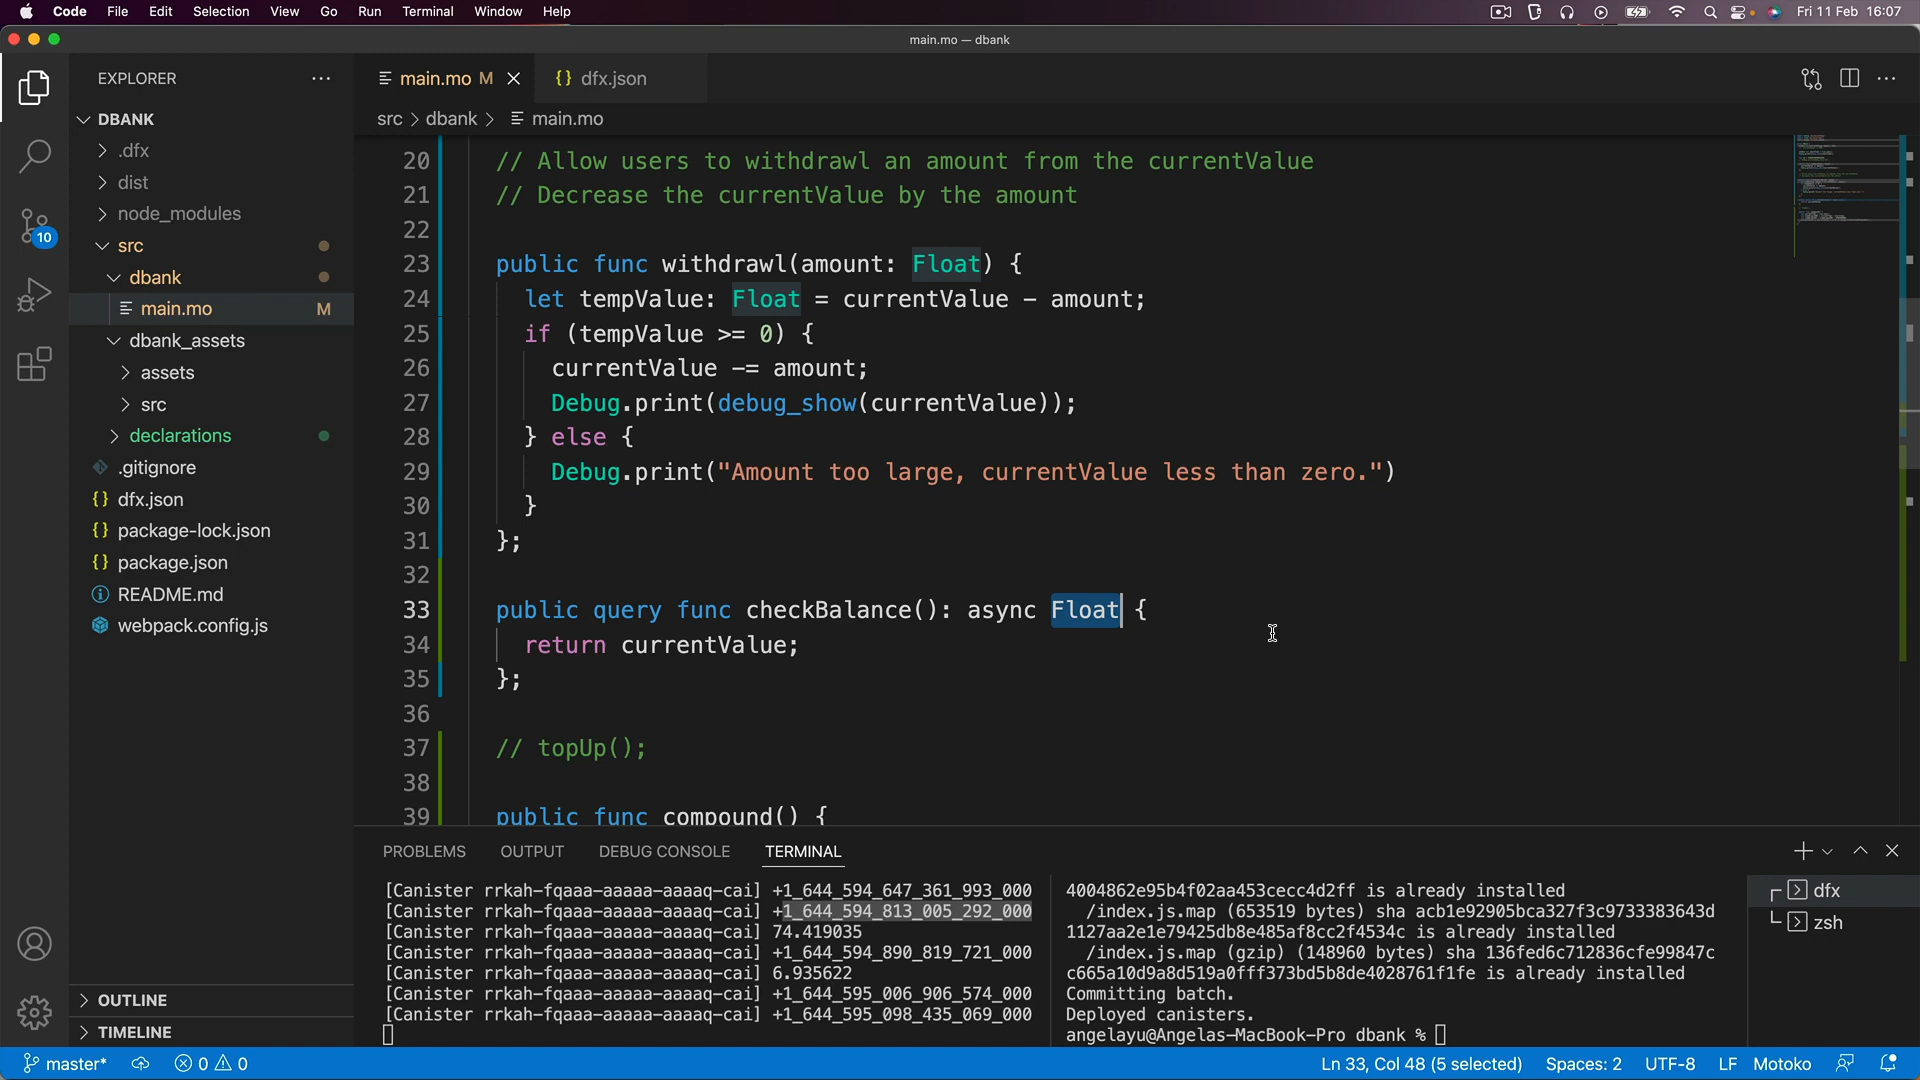 Code File Edit Selection View Go Run Terminal Window Help Fri 11 Feb 16:07
main.mo — dbank
EXPLORER
main.mo M
dfx.json
src > dbank > main.mo
DBANK
.dfx
dist
node_modules
src
dbank
main.mo M
dbank_assets
assets
src
declarations
.gitignore
dfx.json
package-lock.json
package.json
README.md
webpack.config.js
OUTLINE
TIMELINE
10
20 // Allow users to withdrawl an amount from the currentValue
21 // Decrease the currentValue by the amount
22
23 public func withdrawl(amount: Float) {
24 let tempValue: Float = currentValue - amount;
25 if (tempValue >= 0) {
26 currentValue -= amount;
27 Debug.print(debug_show(currentValue));
28 } else {
29 Debug.print("Amount too large, currentValue less than zero.")
30 }
31 };
32
33 public query func checkBalance(): async Float {
34 return currentValue;
35 };
36
37 // topUp();
38
39 public func compound() {
PROBLEMS OUTPUT DEBUG CONSOLE TERMINAL
[Canister rrkah-fqaaa-aaaaa-aaaaq-cai] +1_644_594_647_361_993_000
[Canister rrkah-fqaaa-aaaaa-aaaaq-cai] +1_644_594_813_005_292_000
[Canister rrkah-fqaaa-aaaaa-aaaaq-cai] 74.419035
[Canister rrkah-fqaaa-aaaaa-aaaaq-cai] +1_644_594_890_819_721_000
[Canister rrkah-fqaaa-aaaaa-aaaaq-cai] 6.935622
[Canister rrkah-fqaaa-aaaaa-aaaaq-cai] +1_644_595_006_906_574_000
[Canister rrkah-fqaaa-aaaaa-aaaaq-cai] +1_644_595_098_435_069_000
4004862e95b4f02aa453cecc4d2ff is already installed
/index.js.map (653519 bytes) sha acb1e92905bca327f3c9733383643d
1127aa2e1e79425db8e485af8cc2f4534c is already installed
/index.js.map (gzip) (148960 bytes) sha 136fed6c712836cfe99847c
c665a10d9a8d519a0fff373bd5b8de4028761f1fe is already installed
Committing batch.
Deployed canisters.
angelayu@Angelas-MacBook-Pro dbank %
dfx
zsh
master* 0 0 Ln 33, Col 48 (5 selected) Spaces: 2 UTF-8 LF Motoko